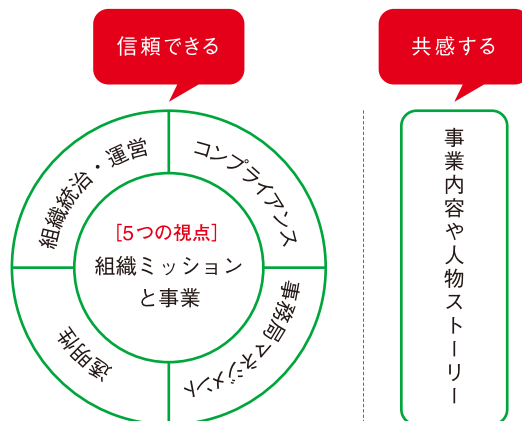 信頼できる
共感する
組織統治・運営
コンプライアンス
[5つの視点]
組織ミッション
と事業
透明性
事務局マネジメント
事業内容や人物ストーリー